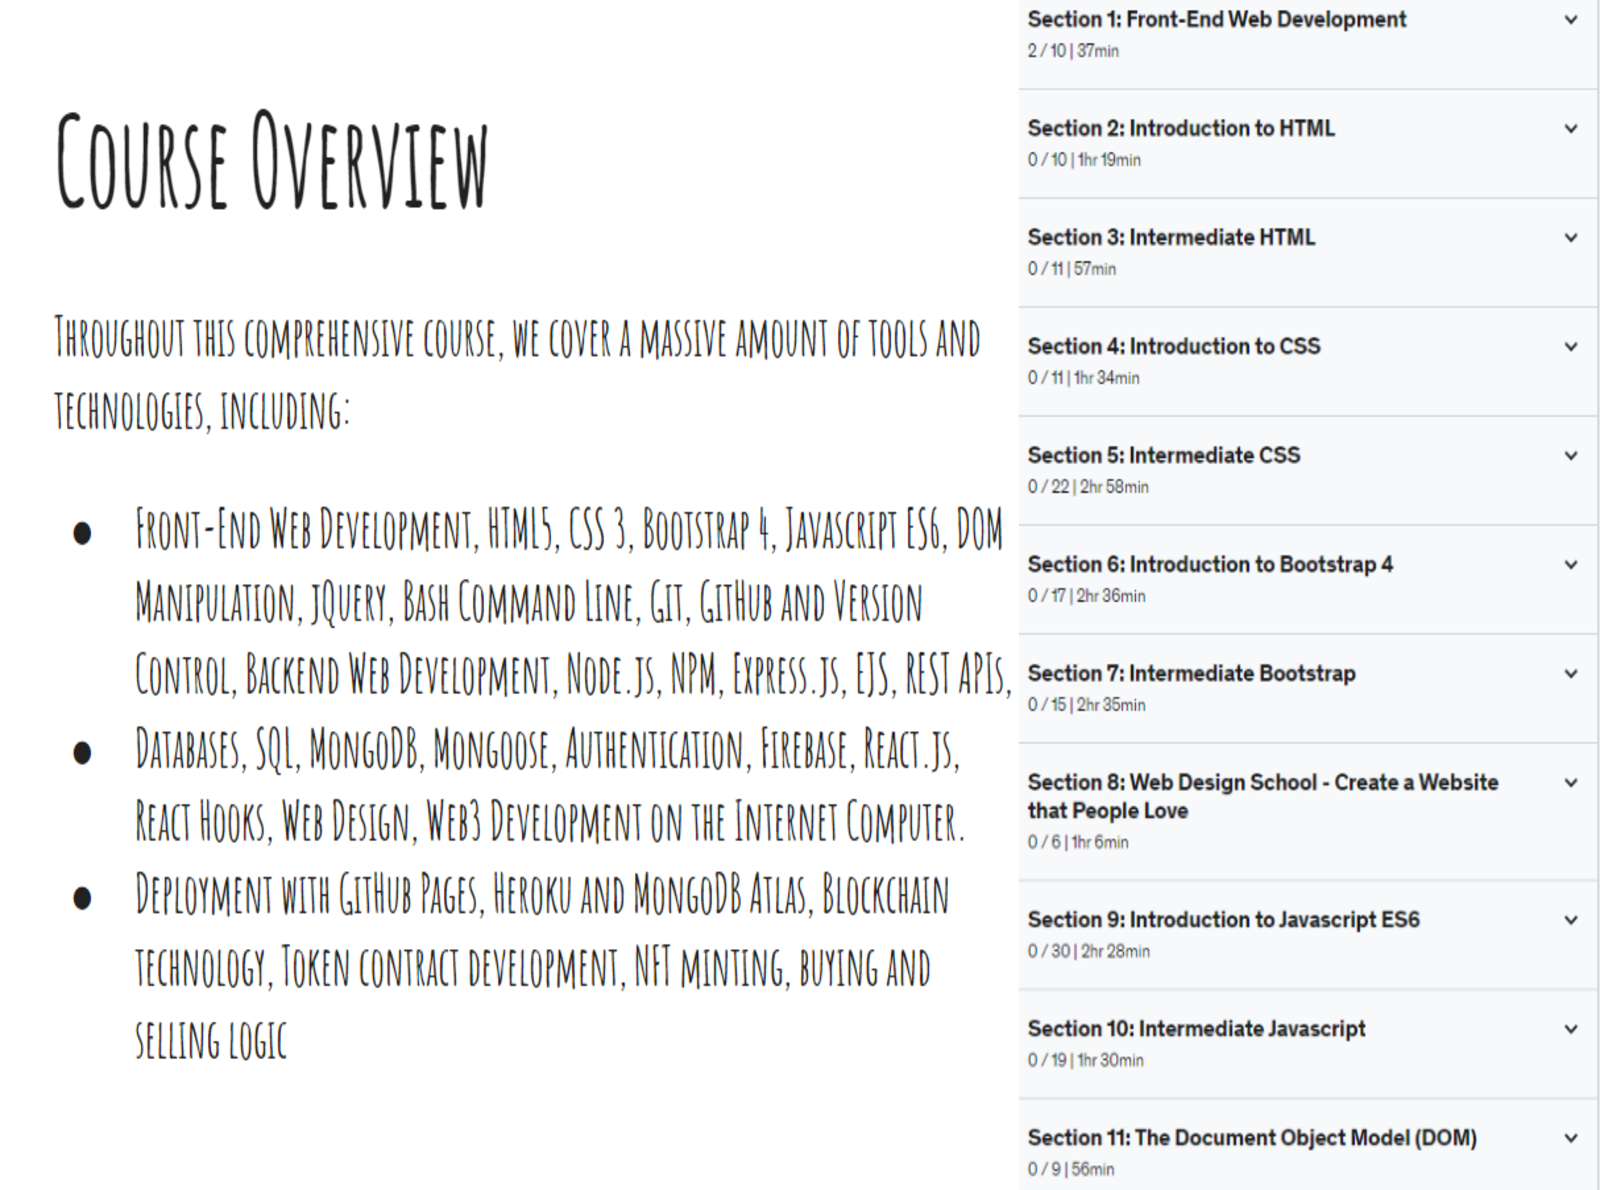 Course Overview
Throughout this comprehensive course, we cover a massive amount of tools and
technologies, including:
● Front-End Web Development, HTML5, CSS 3, Bootstrap 4, Javascript ES6, DOM
Manipulation, jQuery, Bash Command Line, Git, GitHub and Version
Control, Backend Web Development, Node.js, NPM, Express.js, EJS, REST APIs,
● Databases, SQL, MongoDB, Mongoose, Authentication, Firebase, React.js,
React Hooks, Web Design, Web3 Development on the Internet Computer.
● Deployment with GitHub Pages, Heroku and MongoDB Atlas, Blockchain
technology, Token contract development, NFT minting, buying and
selling logic
Section 1: Front-End Web Development
2 / 10 | 37min
Section 2: Introduction to HTML
0 / 10 | 1hr 19min
Section 3: Intermediate HTML
0 / 11 | 57min
Section 4: Introduction to CSS
0 / 11 | 1hr 34min
Section 5: Intermediate CSS
0 / 22 | 2hr 58min
Section 6: Introduction to Bootstrap 4
0 / 17 | 2hr 36min
Section 7: Intermediate Bootstrap
0 / 15 | 2hr 35min
Section 8: Web Design School - Create a Website
that People Love
0 / 6 | 1hr 6min
Section 9: Introduction to Javascript ES6
0 / 30 | 2hr 28min
Section 10: Intermediate Javascript
0 / 19 | 1hr 30min
Section 11: The Document Object Model (DOM)
0 / 9 | 56min